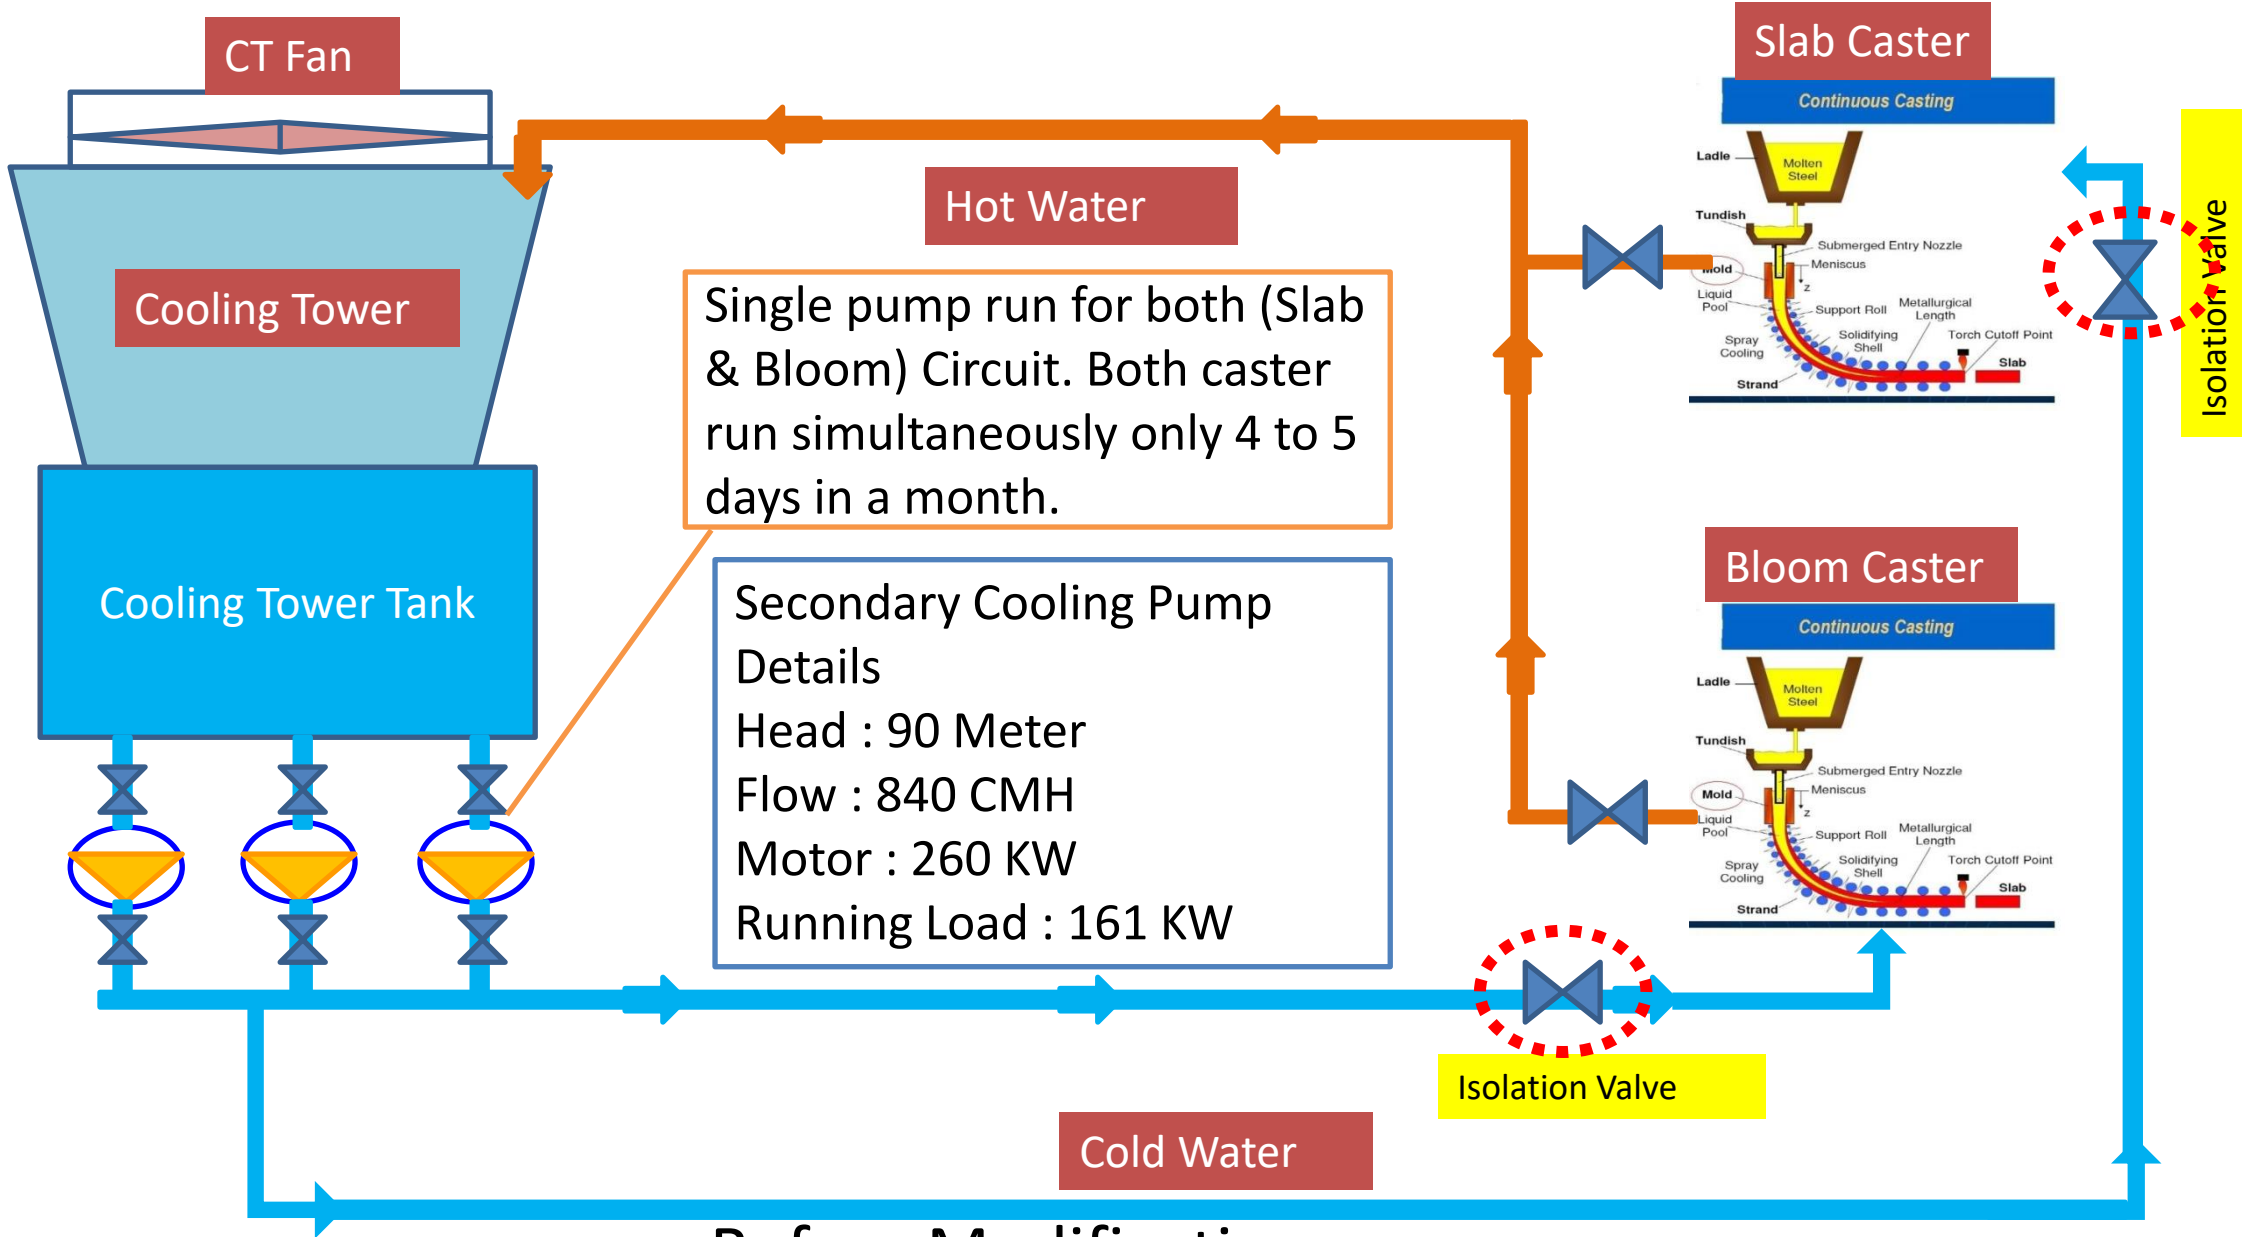 CT Fan
Slab Caster
Continuous Casting
Ladle
Molten
Steel
Tundish
Submerged Entry Nozzle
Mold
Meniscus
z
Liquid
Pool
Support Roll
Metallurgical
Length
Spray
Cooling
Solidifying
Shell
Torch Cutoff Point
Strand
Slab
Isolation Valve
Hot Water
Cooling Tower
Single pump run for both (Slab
& Bloom) Circuit. Both caster
run simultaneously only 4 to 5
days in a month.
Cooling Tower Tank
Secondary Cooling Pump
Details
Head : 90 Meter
Flow : 840 CMH
Motor : 260 KW
Running Load : 161 KW
Bloom Caster
Continuous Casting
Ladle
Molten
Steel
Tundish
Submerged Entry Nozzle
Mold
Meniscus
z
Liquid
Pool
Support Roll
Metallurgical
Length
Spray
Cooling
Solidifying
Shell
Torch Cutoff Point
Strand
Slab
Isolation Valve
Cold Water